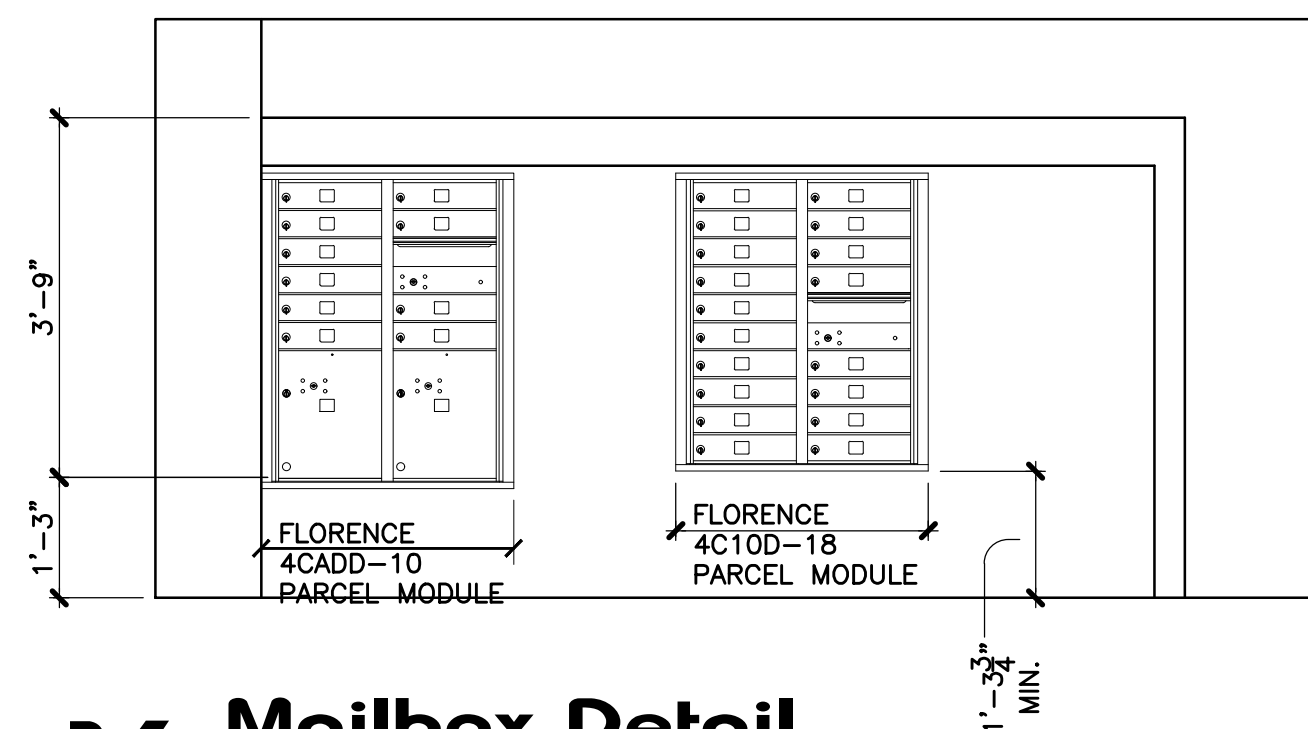 3'-9"
1'-3"
FLORENCE
4CADD-10
PARCEL MODULE
FLORENCE
4C10D-18
PARCEL MODULE
1'-3¾"
MIN.
Mailbox Detail